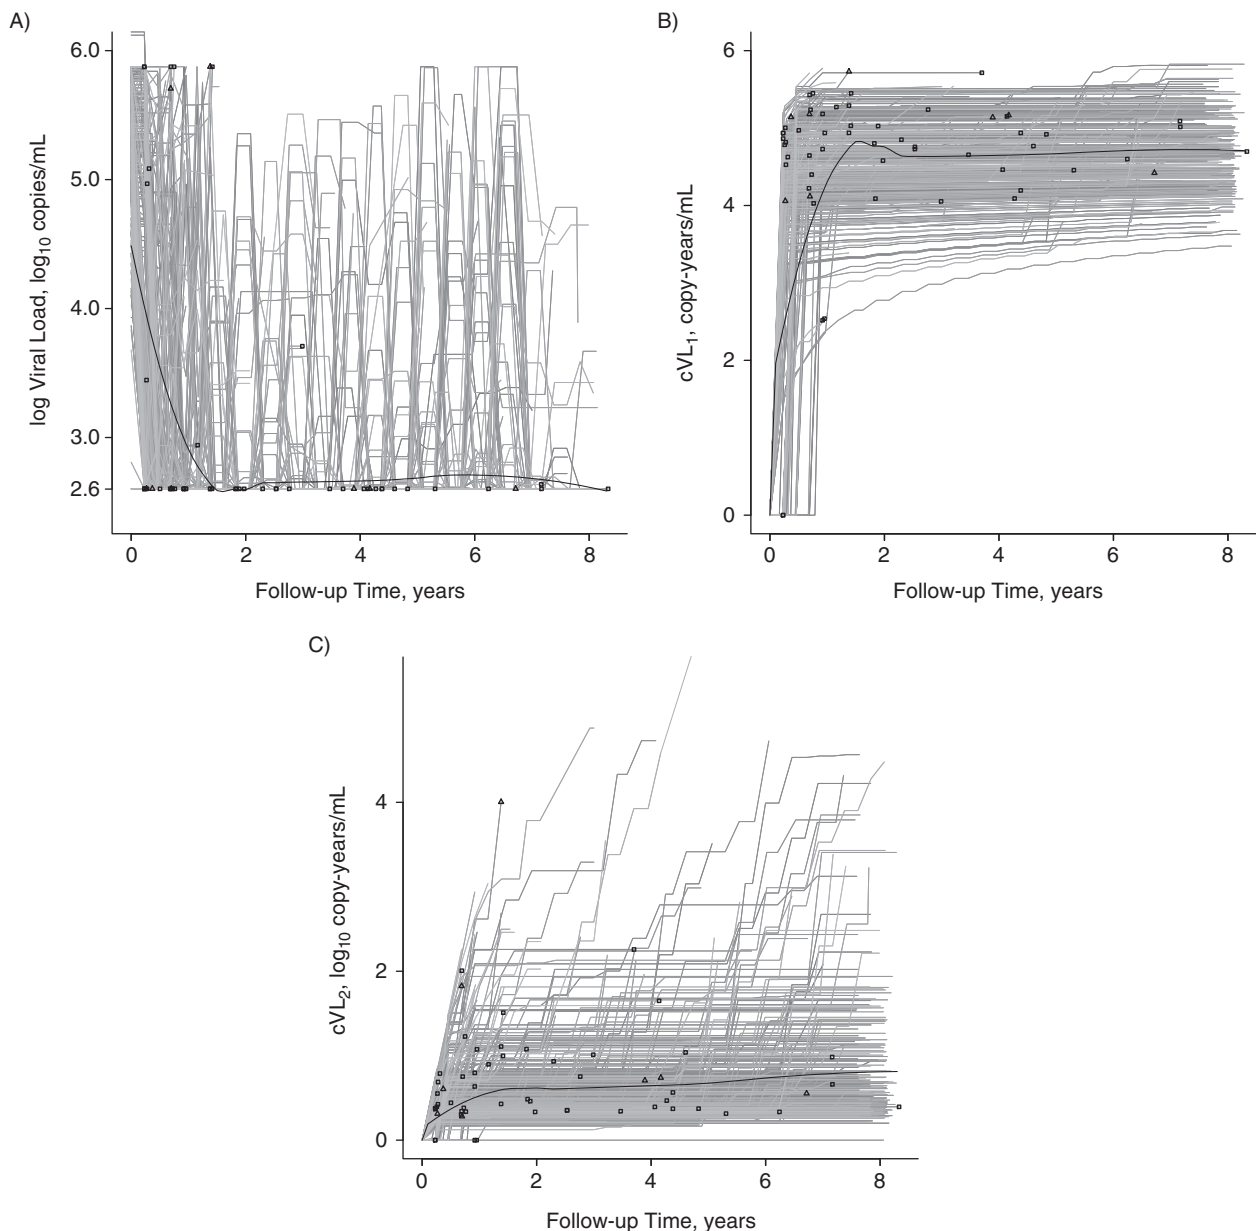 A)
6.0
5.0
4.0
3.0
2.6
log Viral Load, log10 copies/mL
0 2 4 6 8
Follow-up Time, years
B)
6
4
2
0
cVL1, copy-years/mL
0 2 4 6 8
Follow-up Time, years
C)
4
2
0
cVL2, log10 copy-years/mL
0 2 4 6 8
Follow-up Time, years